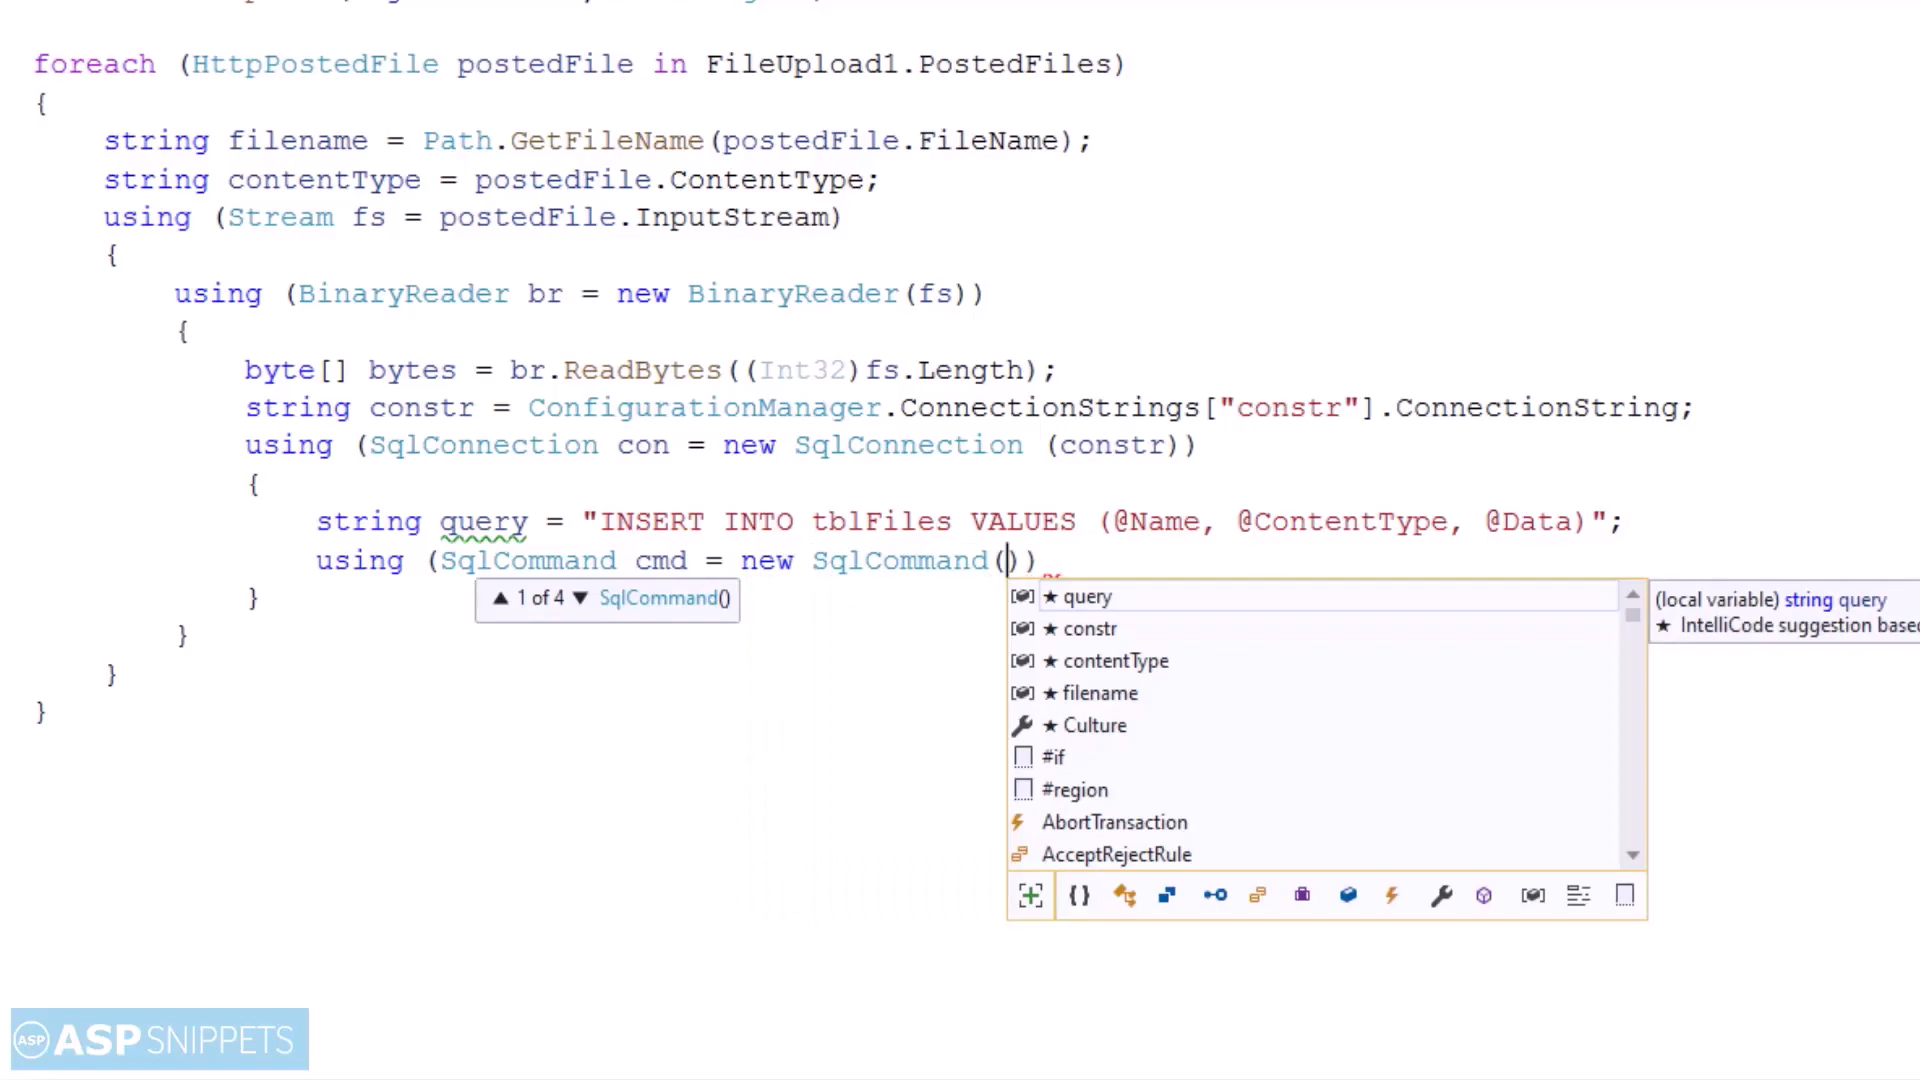 foreach (HttpPostedFile postedFile in FileUpload1.PostedFiles)
{
string filename = Path.GetFileName(postedFile.FileName);
string contentType = postedFile.ContentType;
using (Stream fs = postedFile.InputStream)
{
using (BinaryReader br = new BinaryReader(fs))
{
byte[] bytes = br.ReadBytes((Int32)fs.Length);
string constr = ConfigurationManager.ConnectionStrings["constr"].ConnectionString;
using (SqlConnection con = new SqlConnection (constr))
{
string query = "INSERT INTO tblFiles VALUES (@Name, @ContentType, @Data)";
using (SqlCommand cmd = new SqlCommand())
}
▲ 1 of 4 ▼ SqlCommand()
}
}
}
★ query
★ constr
★ contentType
★ filename
★ Culture
#if
#region
AbortTransaction
AcceptRejectRule
(local variable) string query
★ IntelliCode suggestion based
{}
ASP ASPSNIPPETS